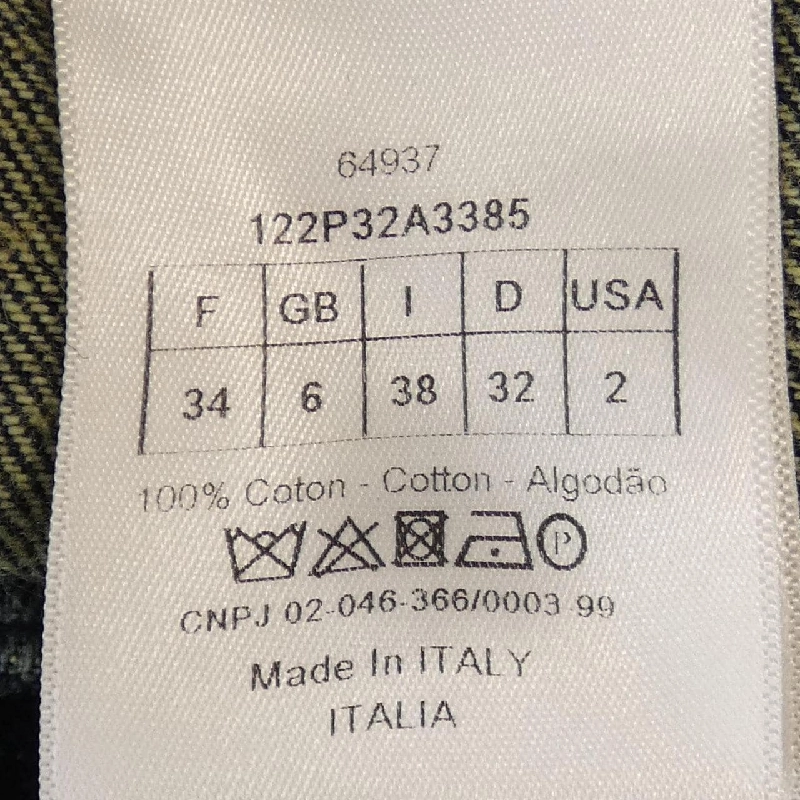 64937
122P32A3385
F GB I D USA
34 6 38 32 2
100% Coton - Cotton - Algodão
P
CNPJ 02-046-366/0003 99
Made In ITALY
ITALIA